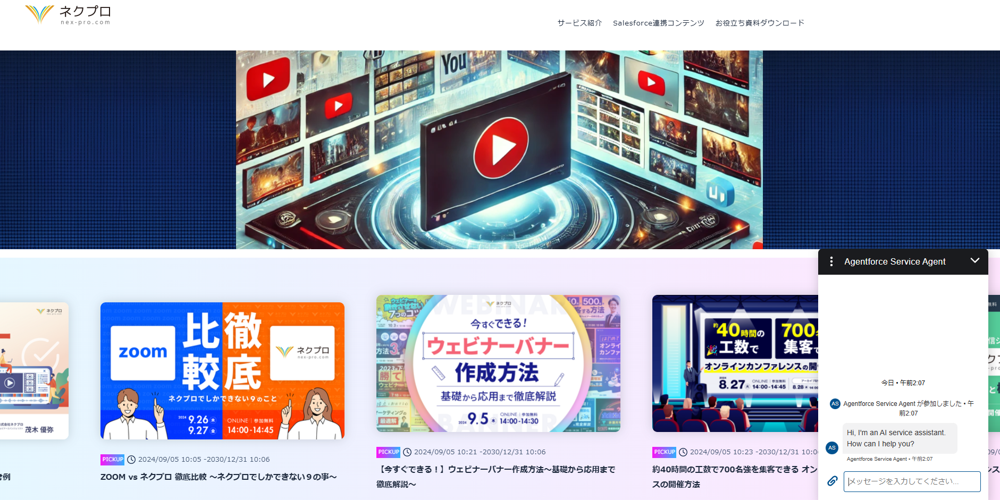 ネクプロ
nex-pro.com
サービス紹介
Salesforce連携コンテンツ
お役立ち資料ダウンロード
You
ネクプロ
株式会社ネクプロ
茂木 優弥
zoom
徹底
比較
ネクプロ
nex-pro.com
ネクプロでしかできない９のこと
2024 9.26 木
9.27 金
ONLINE | 参加無料
14:00-14:45
WEBINAR
ネクプロ
今すぐできる！
ウェビナーバナー
作成方法
基礎から応用まで徹底解説
2024 9.5 木
ONLINE | 参加無料
14:00-14:30
BANNER
約40時間の
工数で
オンラインカンファレンスの開
2024 8.27 火
ONLINE | 参加無料
14:00-14:45
8.28 水
PICKUP 2024/09/05 10:05 -2030/12/31 10:06
ZOOM vs ネクプロ 徹底比較 〜ネクプロでしかできない９の事〜
PICKUP 2024/09/05 10:21 -2030/12/31 10:06
【今すぐできる！】ウェビナーバナー作成方法〜基礎から応用まで
徹底解説〜
PICKUP 2024/09/05 10:23 -2030/12/31 10:0
約40時間の工数で700名強を集客できる オン
スの開催方法
Agentforce Service Agent
今日 • 午前2:07
AS
Agentforce Service Agent が参加しました • 午
前2:07
AS
Hi, I'm an AI service assistant.
How can I help you?
Agentforce Service Agent • 午前2:07
メッセージを入力してください...